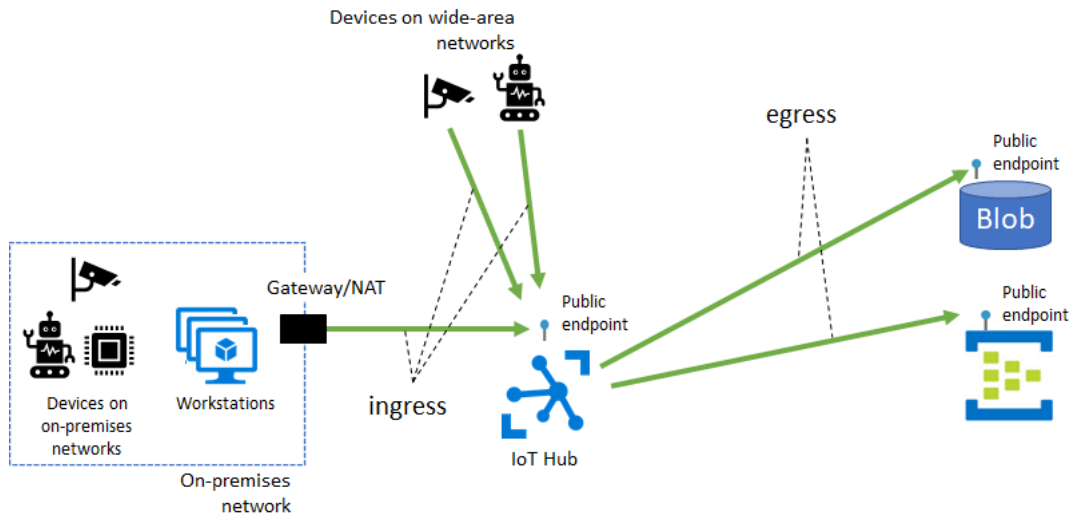 Devices on wide-area
networks
egress
Public
endpoint
Blob
Gateway/NAT
Public
endpoint
Public
endpoint
ingress
Devices on
on-premises
networks
Workstations
IoT Hub
On-premises
network